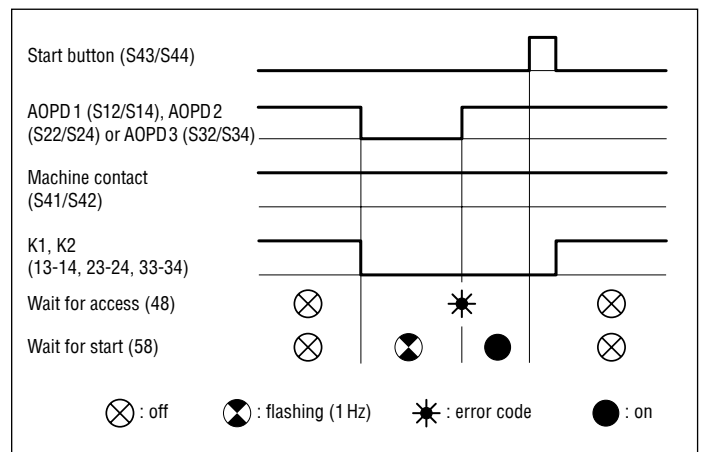 Start button (S43/S44)
AOPD 1 (S12/S14), AOPD 2
(S22/S24) or AOPD 3 (S32/S34)
Machine contact
(S41/S42)
K1, K2
(13-14, 23-24, 33-34)
Wait for access (48)
Wait for start (58)
: off : flashing (1 Hz) : error code : on